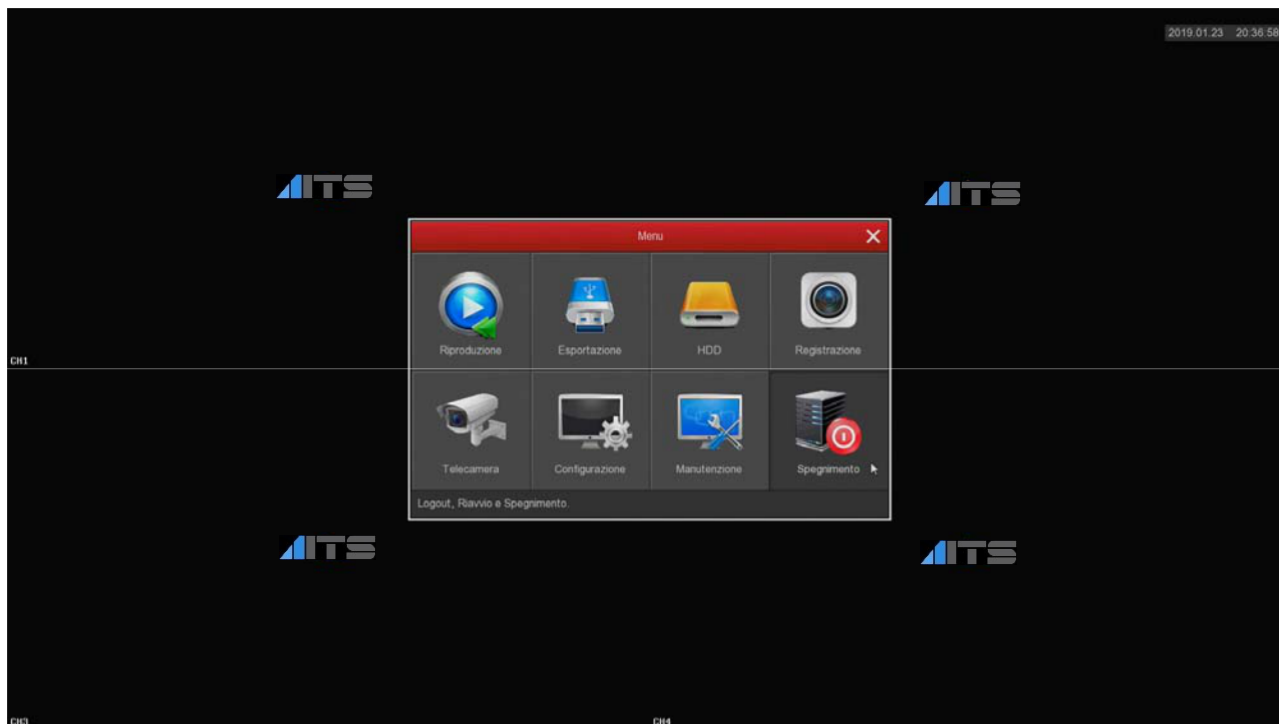 2019.01.23 20:36:58
ITS
ITS
Menu
Riproduzione
Esportazione
HDD
Registrazione
CH1
Telecamera
Configurazione
Manutenzione
Spegnimento
Logout, Riavvio e Spegnimento.
ITS
ITS
CH3
CH4